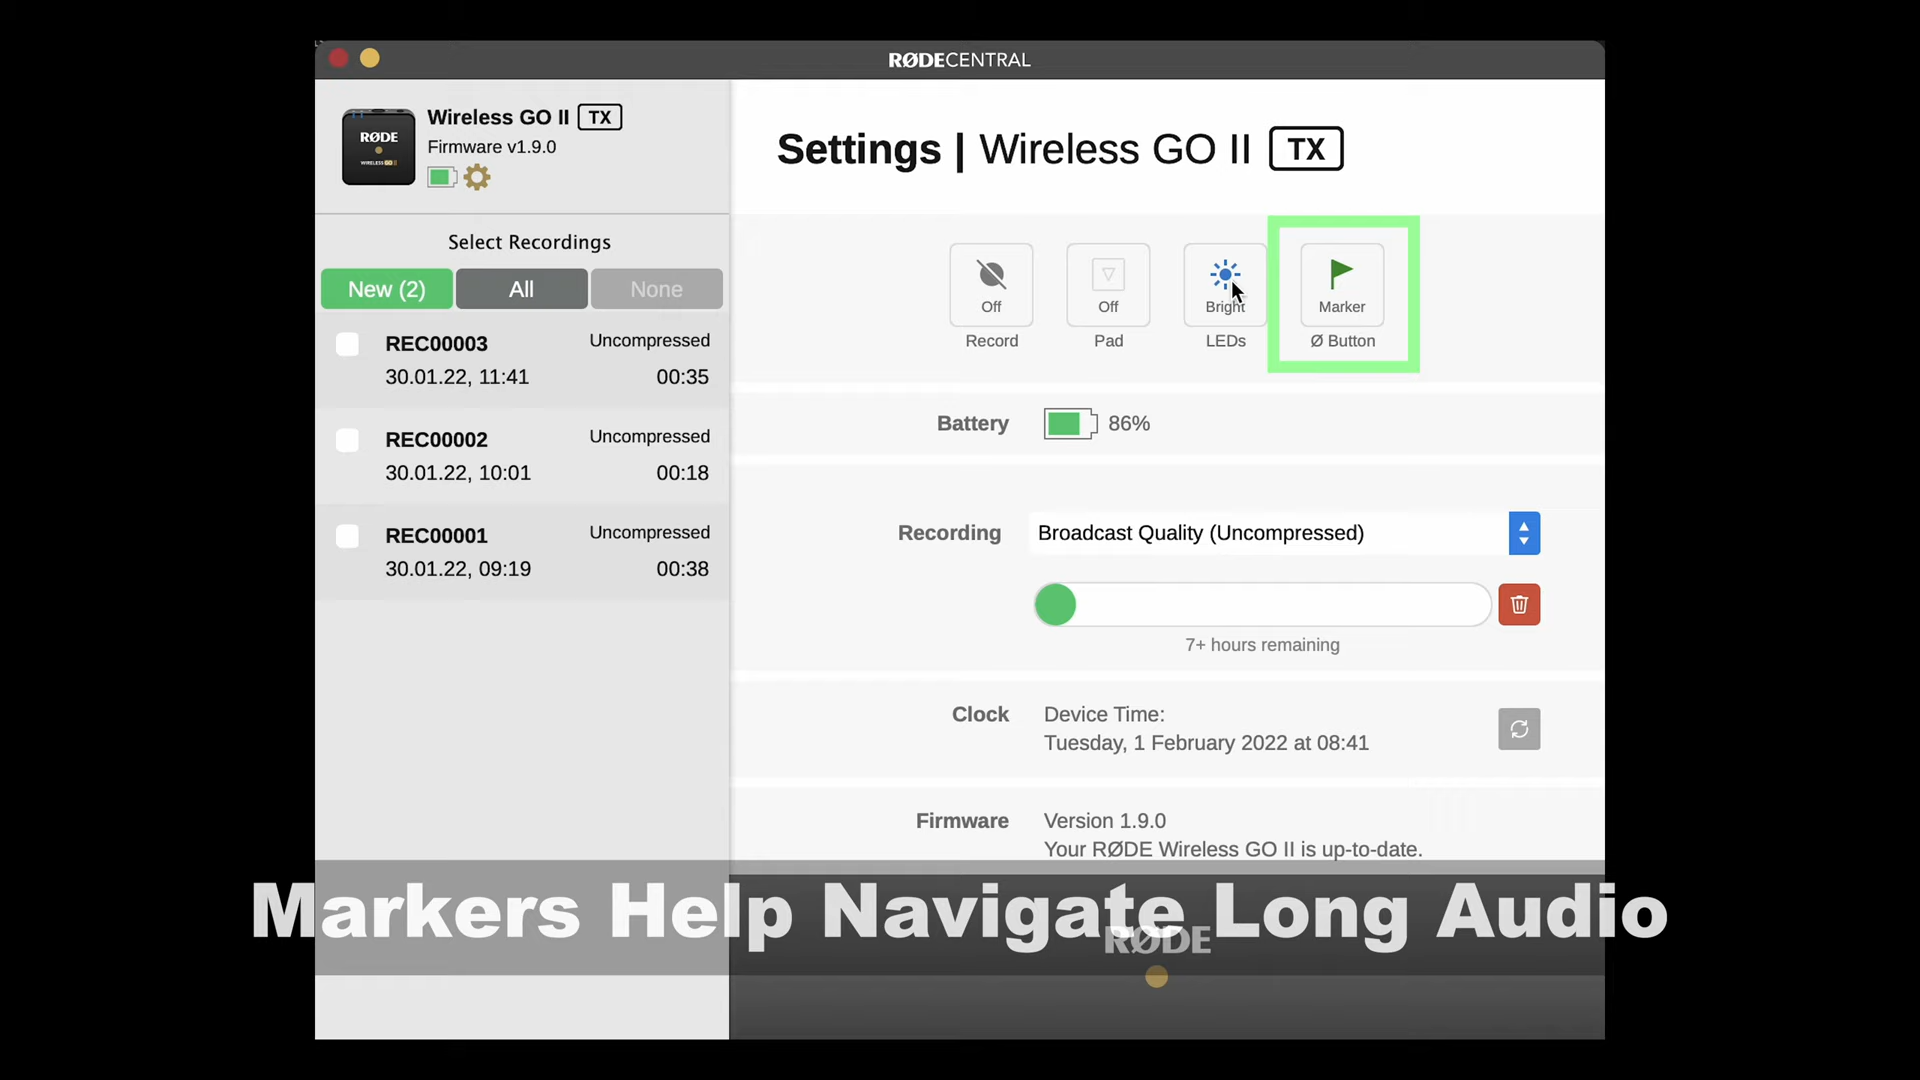 RØDECENTRAL
Wireless GO II TX
Firmware v1.9.0
RØDE
WIRELESS GO II
Select Recordings
New (2) All None
REC00003 Uncompressed
30.01.22, 11:41 00:35
REC00002 Uncompressed
30.01.22, 10:01 00:18
REC00001 Uncompressed
30.01.22, 09:19 00:38
Settings | Wireless GO II TX
Off Off Bright Marker
Record Pad LEDs Ø Button
Battery 86%
Recording Broadcast Quality (Uncompressed)
7+ hours remaining
Clock Device Time:
Tuesday, 1 February 2022 at 08:41
Firmware Version 1.9.0
Your RØDE Wireless GO II is up-to-date.
Markers Help Navigate Long Audio
RØDE